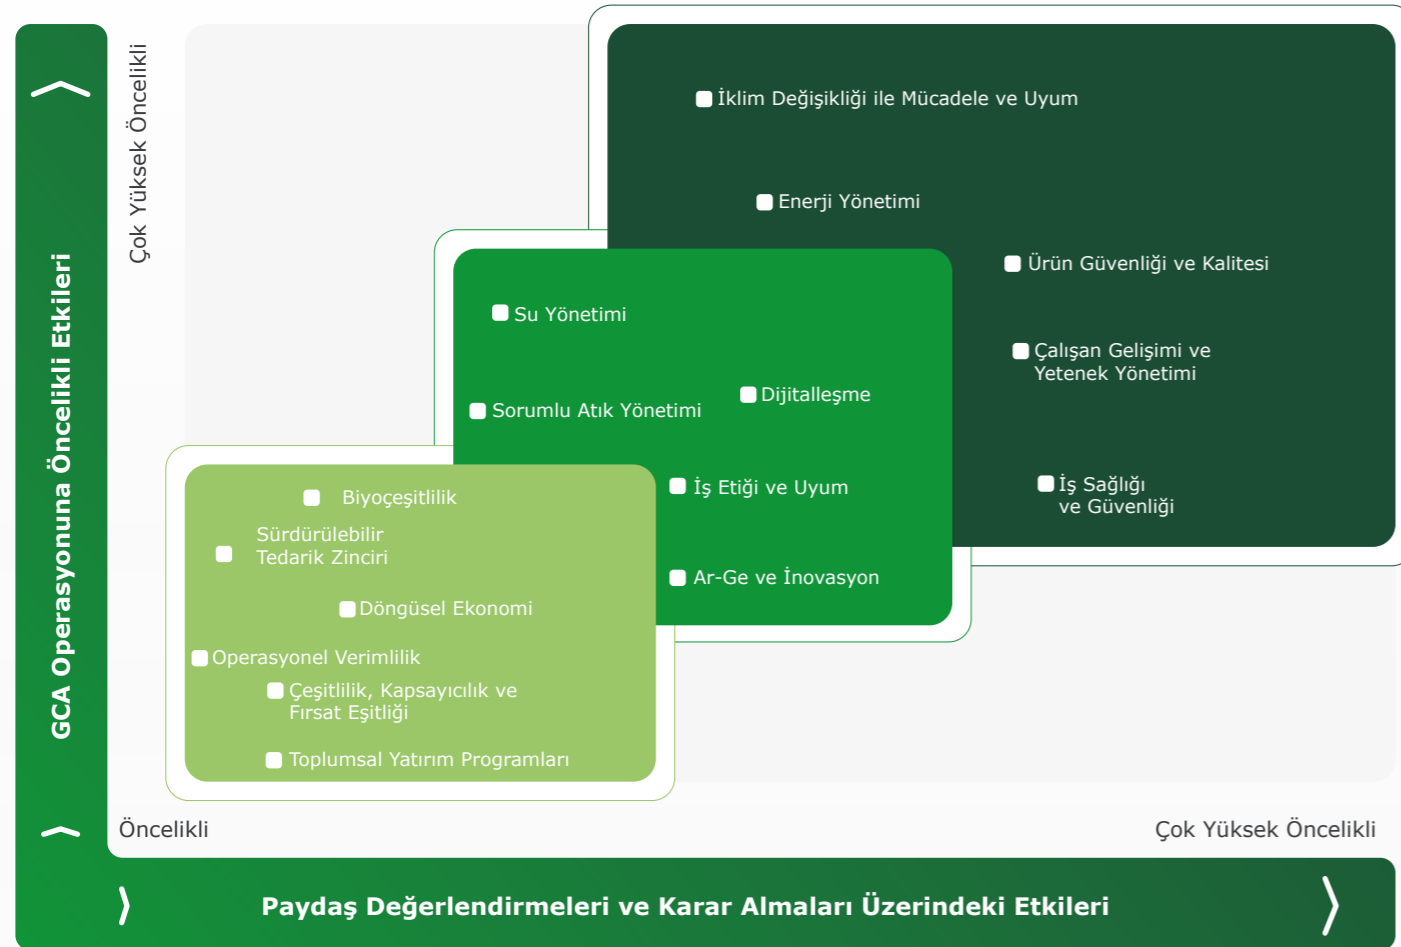 Çok Yüksek Öncelikli
GCA Operasyonuna Öncelikli Etkileri
İklim Değişikliği ile Mücadele ve Uyum
Enerji Yönetimi
Ürün Güvenliği ve Kalitesi
Su Yönetimi
Çalışan Gelişimi ve
Yetenek Yönetimi
Dijitalleşme
Sorumlu Atık Yönetimi
İş Etiği ve Uyum
İş Sağlığı
ve Güvenliği
Biyoçeşitlilik
Sürdürülebilir
Tedarik Zinciri
Ar-Ge ve İnovasyon
Döngüsel Ekonomi
Operasyonel Verimlilik
Çeşitlilik, Kapsayıcılık ve
Fırsat Eşitliği
Toplumsal Yatırım Programları
Öncelikli
Çok Yüksek Öncelikli
Paydaş Değerlendirmeleri ve Karar Almaları Üzerindeki Etkileri